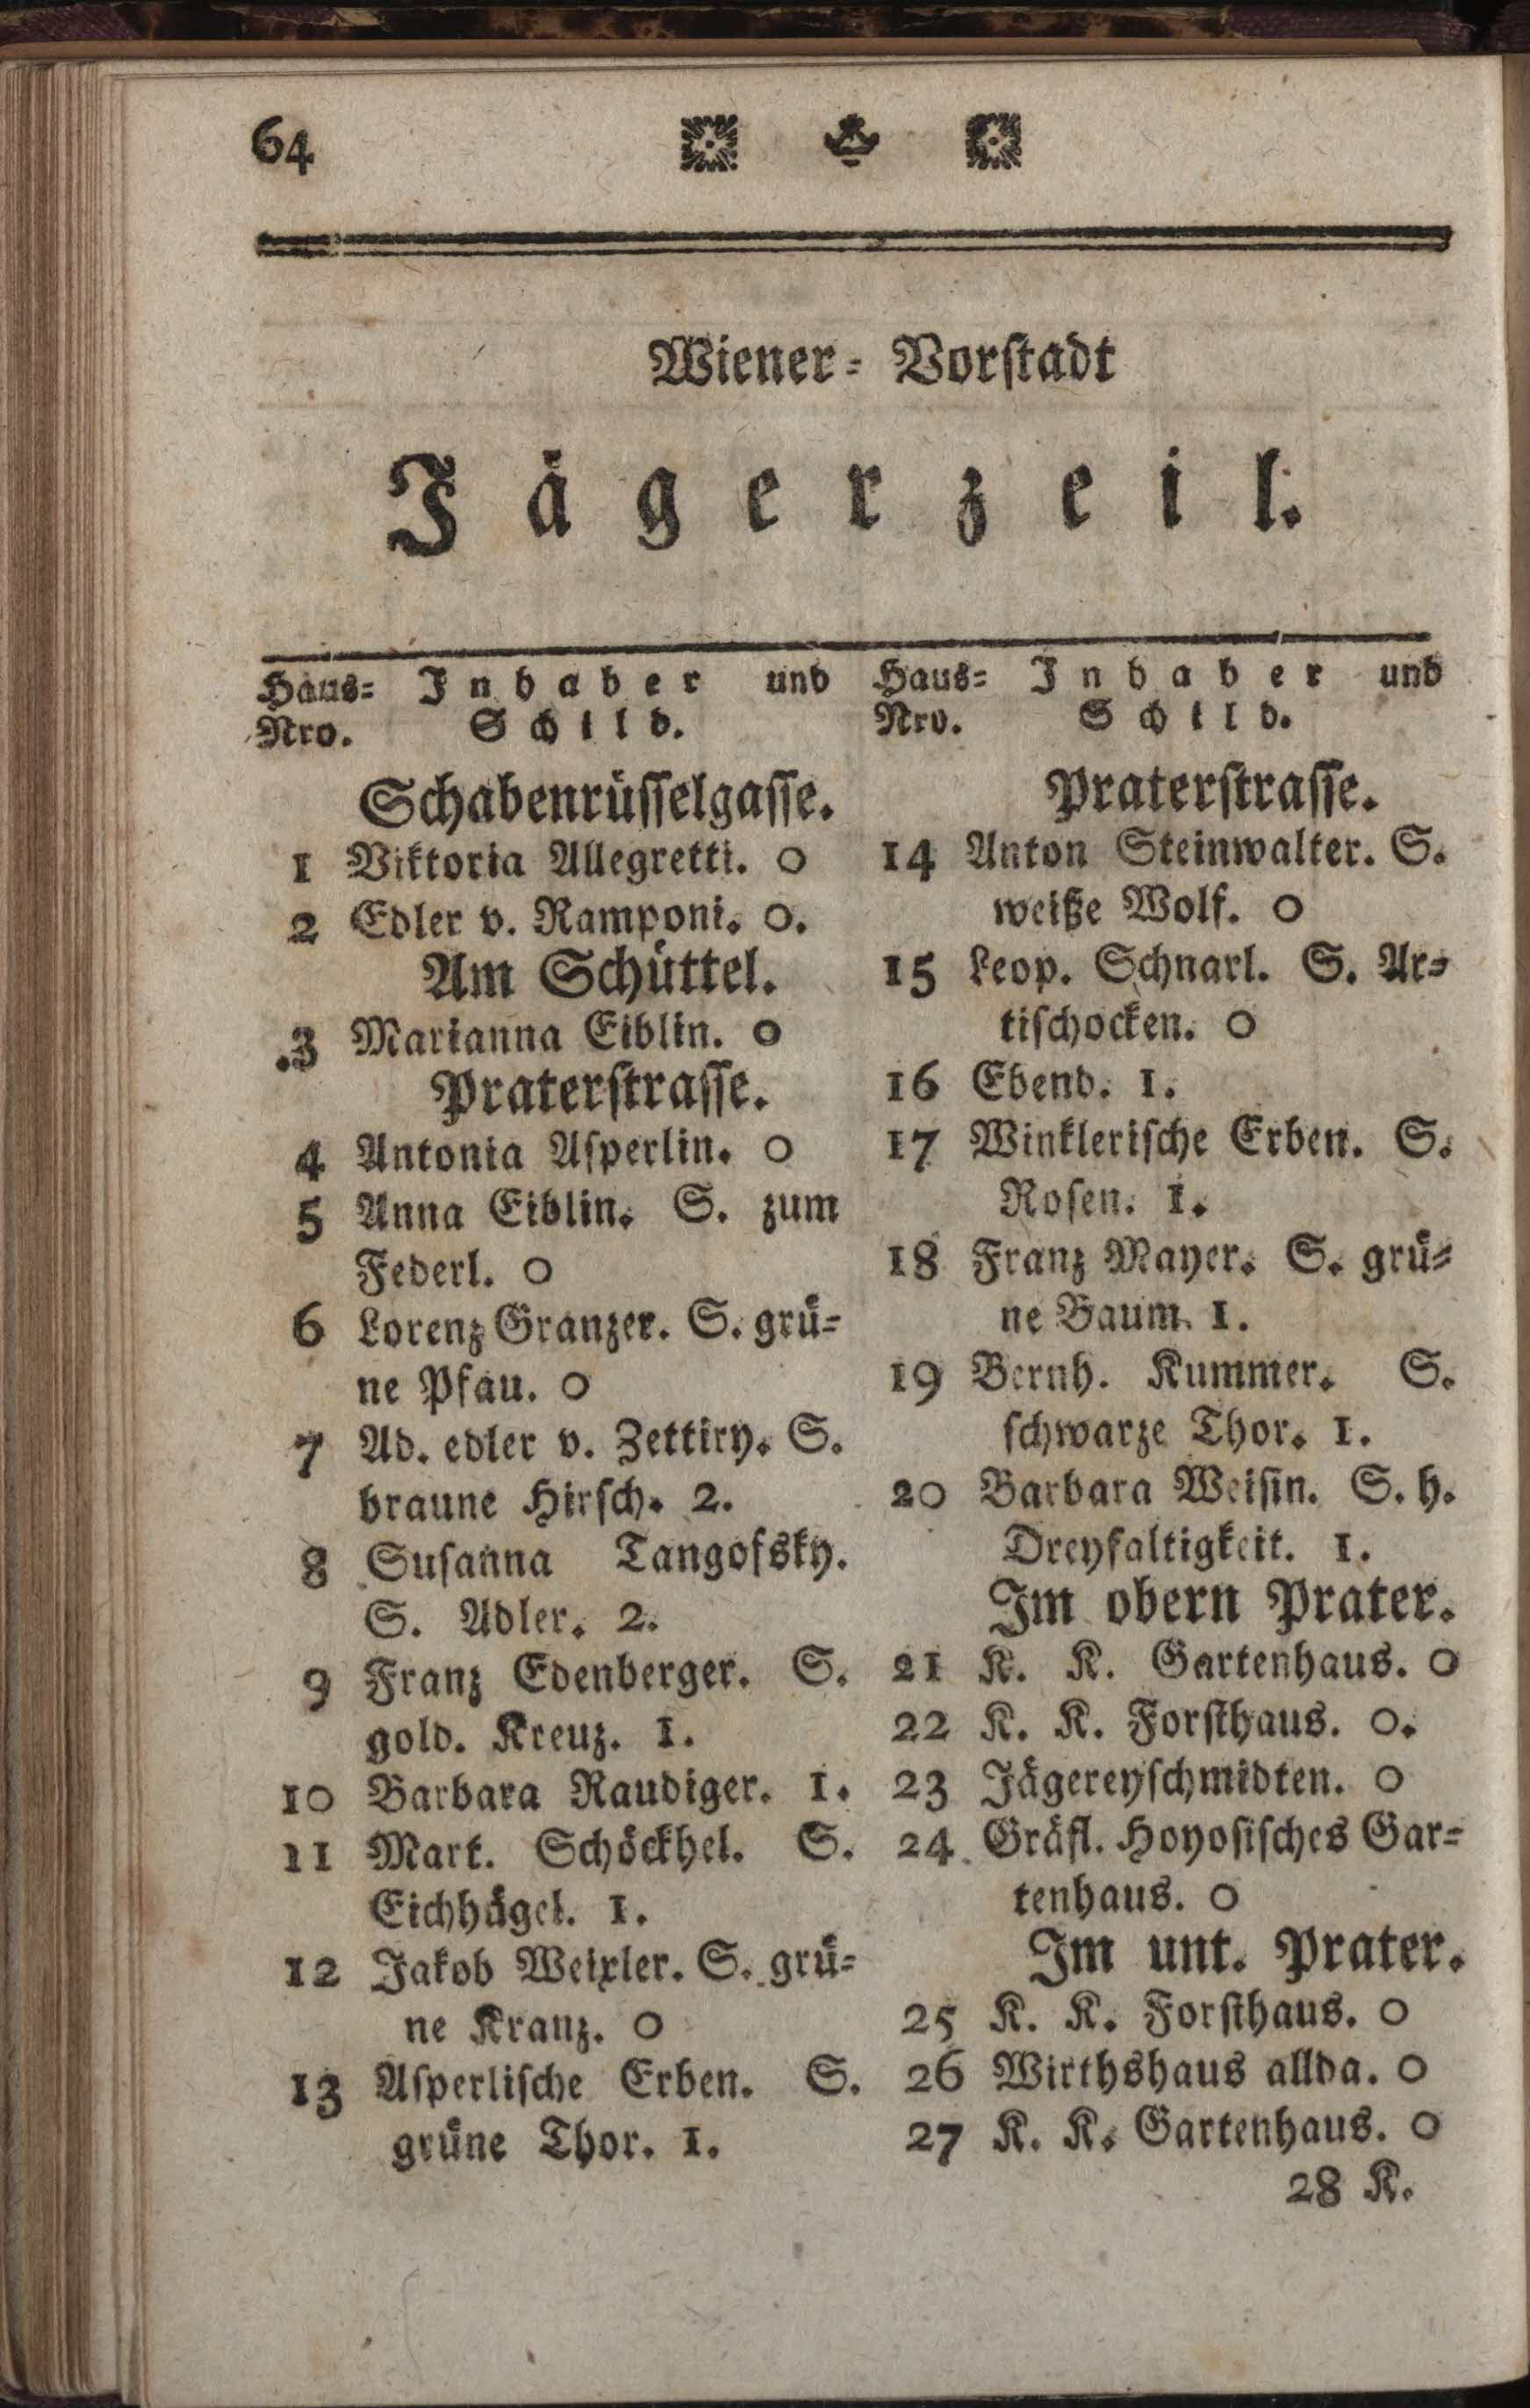 64
Wiener- Vorstadt
Jägerzeil.
Haus- Inhaber und
Nro. Schild.
Schabenrüsselgasse.
1 Viktoria Allegretti. o
2 Edler v. Ramponi. o.
Am Schüttel.
.3 Marianna Eiblin. o
Praterstrasse.
4 Antonia Asperlin. o
5 Anna Eiblin. S. zum
Federl. o
6 Lorenz Granzer. S. grü-
ne Pfau. o
7 Ad. edler v. Zettiry. S.
braune Hirsch. 2.
8 Susanna Tangofsky.
S. Adler. 2.
9 Franz Edenberger. S.
gold. Kreuz. 1.
10 Barbara Raudiger. 1.
11 Mart. Schöckhel. S.
Eichhägel. 1.
12 Jakob Weixler. S. grü-
ne Kranz. o
13 Asperlische Erben. S.
grüne Thor. 1.
Haus- Inhaber und
Nro. Schild.
Praterstrasse.
14 Anton Steinwalter. S.
weiße Wolf. o
15 Leop. Schnarl. S. Ar-
tischocken. o
16 Ebend. 1.
17 Winklerische Erben. S.
Rosen. 1.
18 Franz Mayer. S. grü-
ne Baum. 1.
19 Bernh. Kummer. S.
schwarze Thor. 1.
20 Barbara Weisin. S. h.
Dreyfaltigkeit. 1.
Im obern Prater.
21 K. K. Gartenhaus. o
22 K. K. Forsthaus. o.
23 Jägereyschmidten. o
24 Gräfl. Hoyosisches Gar-
tenhaus. o
Im unt. Prater.
25 K. K. Forsthaus. o
26 Wirthshaus allda. o
27 K. K. Gartenhaus. o
28 K.